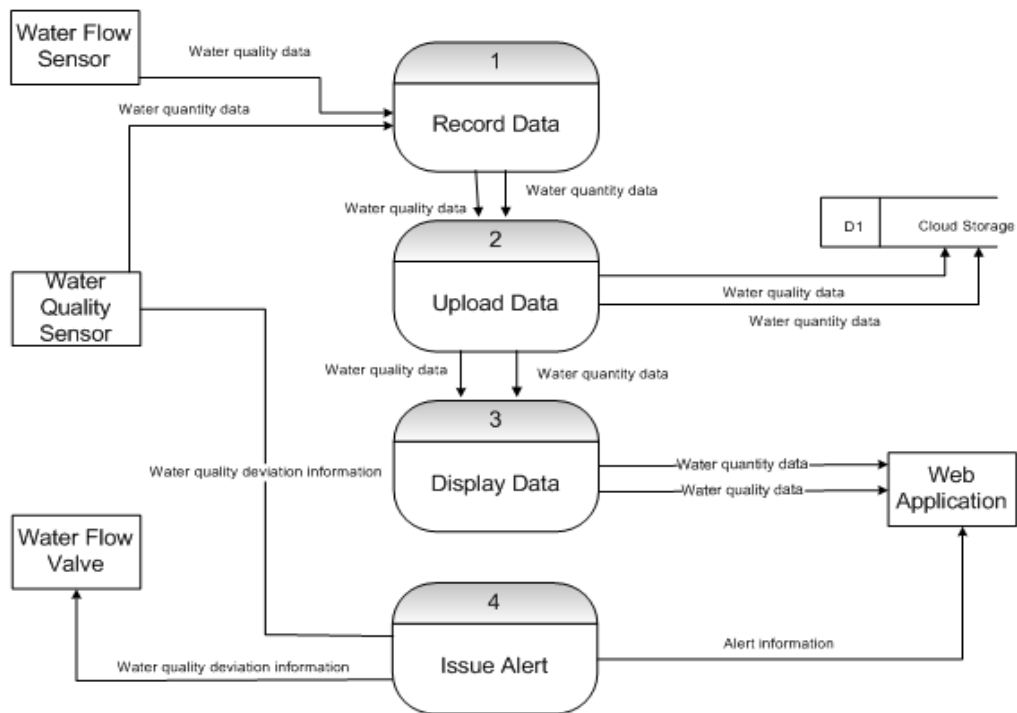 Water Flow
Sensor
Water quality data
1
Record Data
Water quantity data
Water quantity data
Water quality data
2
Upload Data
D1
Cloud Storage
Water quality data
Water quantity data
Water
Quality
Sensor
Water quality data
Water quantity data
3
Display Data
Water quantity data
Water quality data
Web
Application
Water quality deviation information
Water Flow
Valve
4
Issue Alert
Alert information
Water quality deviation information